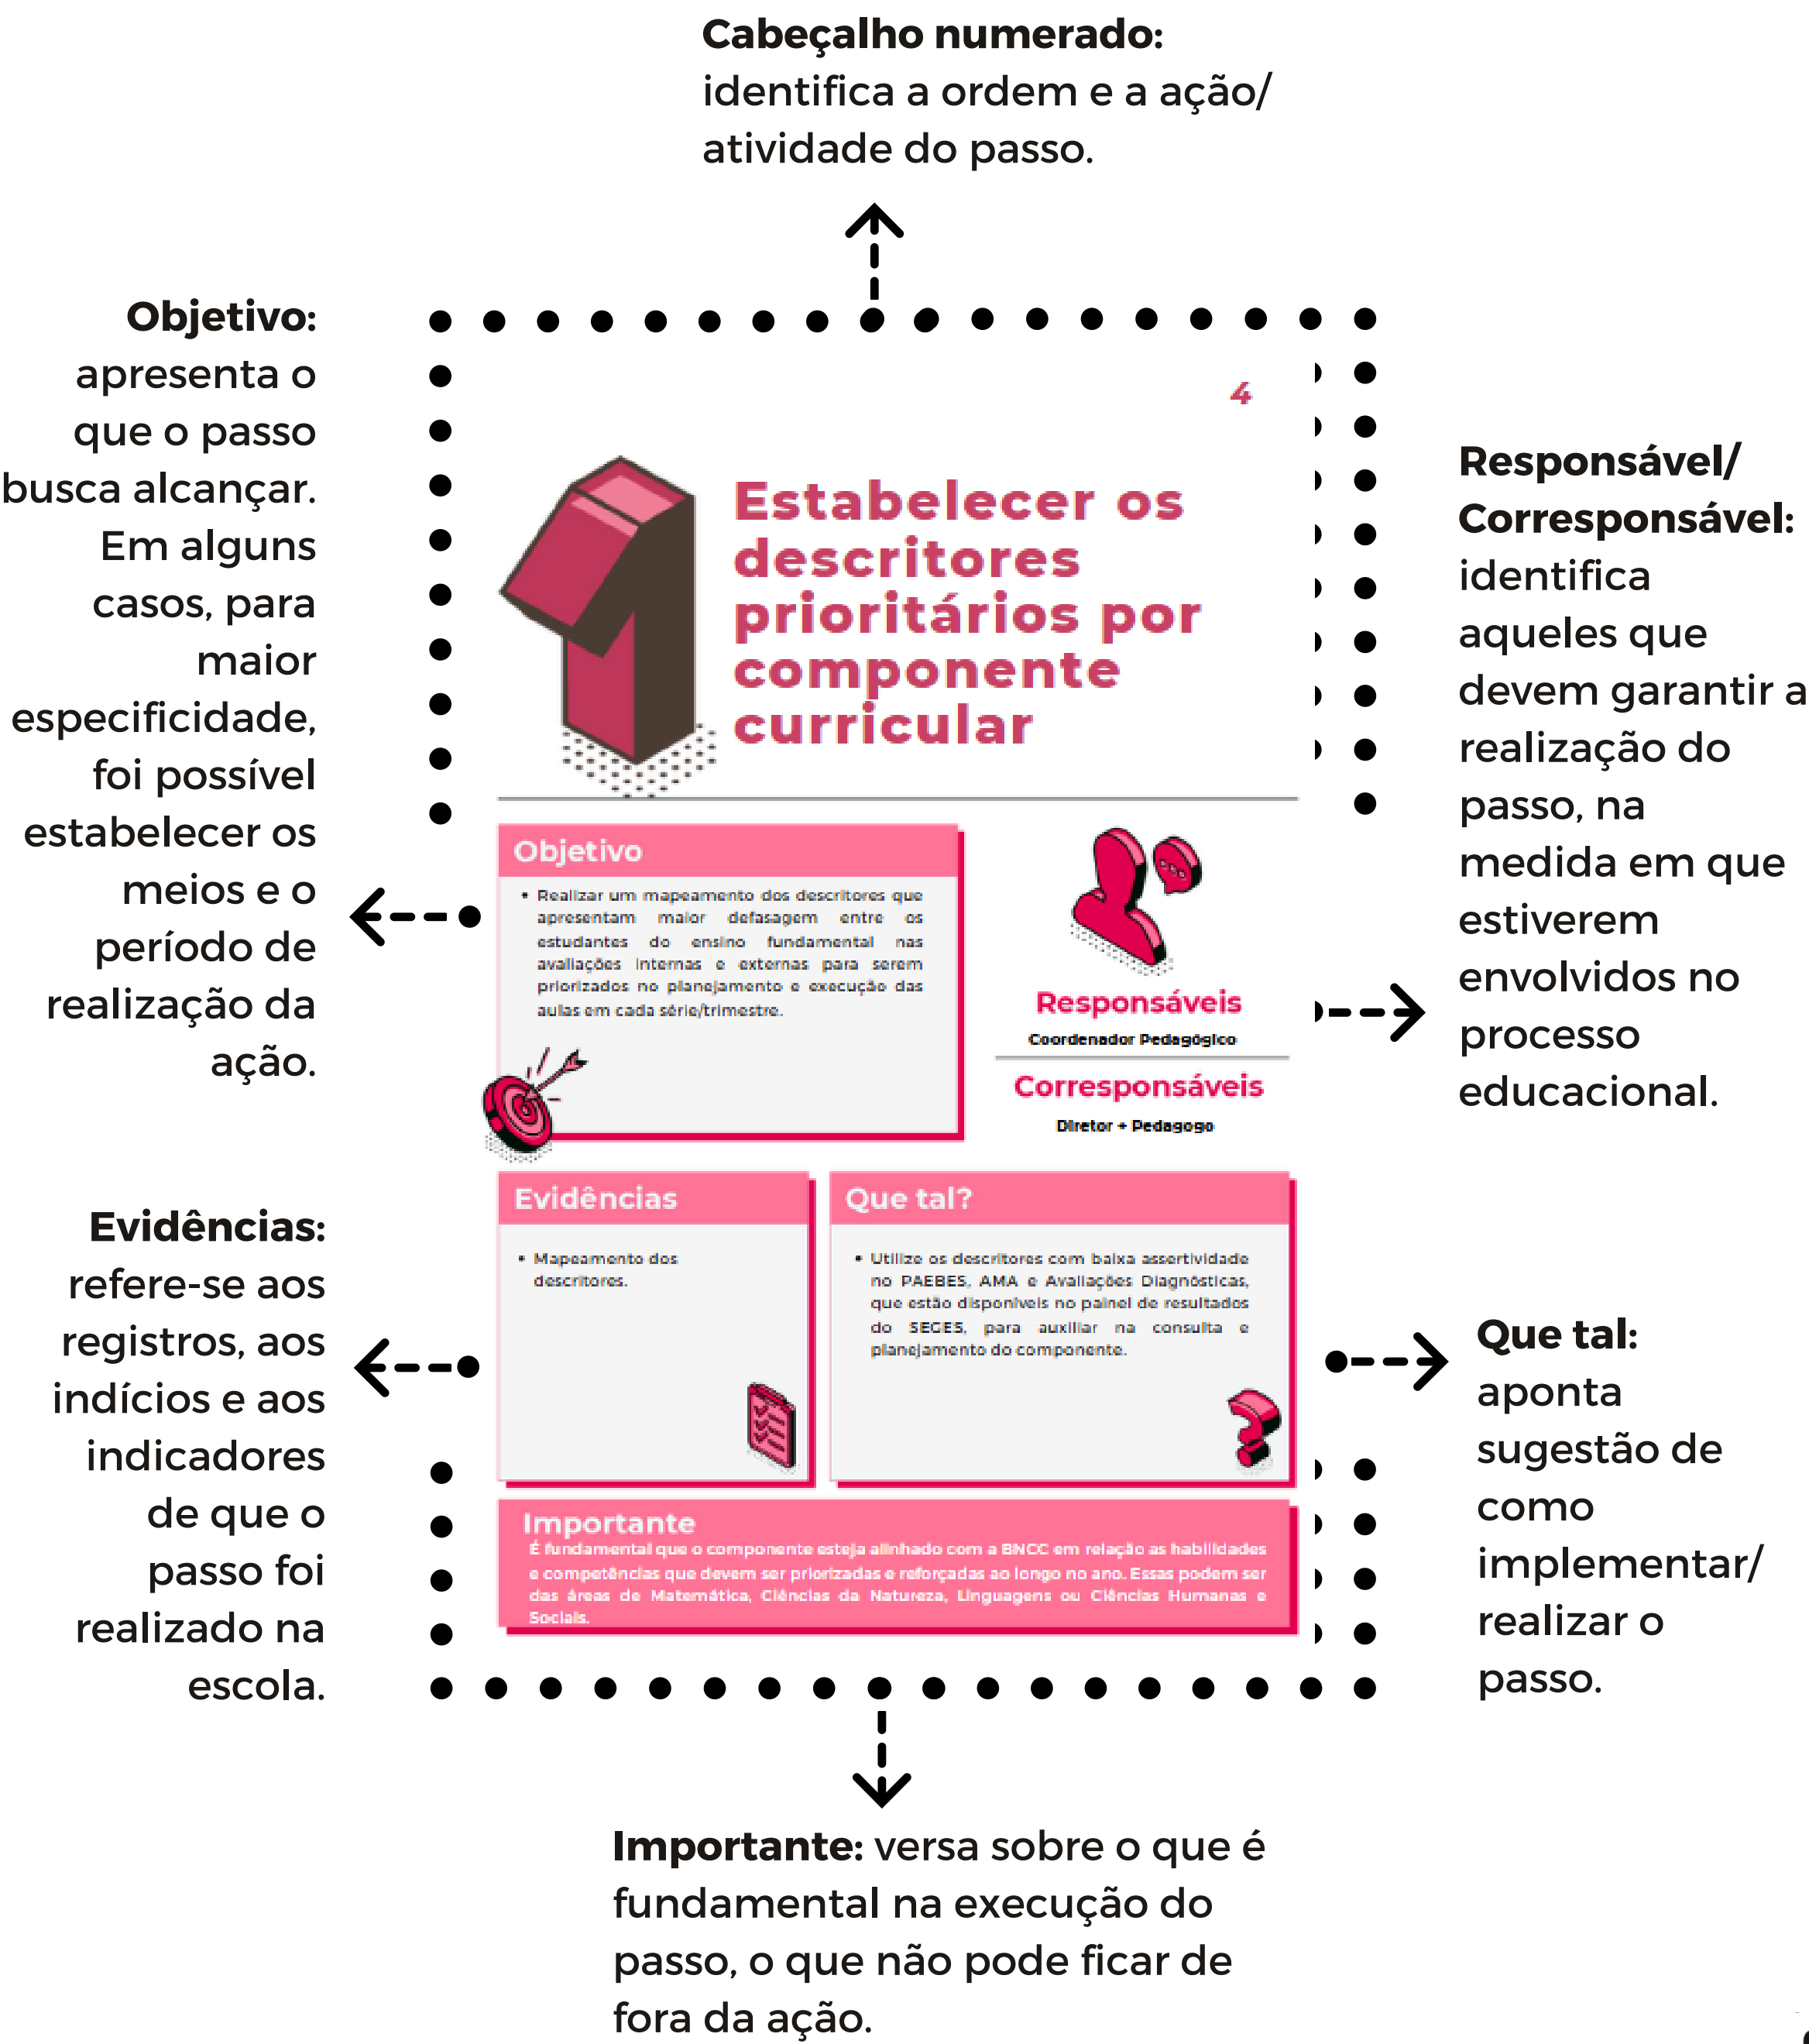 Cabeçalho numerado:
identifica a ordem e a ação/
atividade do passo.
Objetivo:
apresenta o
que o passo
busca alcançar.
Em alguns
casos, para
maior
especificidade,
foi possível
estabelecer os
meios e o
período de
realização da
ação.
4
1
Estabelecer os
descritores
prioritários por
componente
curricular
Objetivo
• Realizar um mapeamento dos descritores que
apresentam maior defasagem entre os
estudantes do ensino fundamental nas
avaliações internas e externas para serem
priorizados no planejamento e execução das
aulas em cada série/trimestre.
Responsáveis
Coordenador Pedagógico
Corresponsáveis
Diretor + Pedagogo
Responsável/
Corresponsável:
identifica
aqueles que
devem garantir a
realização do
passo, na
medida em que
estiverem
envolvidos no
processo
educacional.
Evidências:
refere-se aos
registros, aos
indícios e aos
indicadores
de que o
passo foi
realizado na
escola.
Evidências
• Mapeamento dos
descritores.
Que tal?
• Utilize os descritores com baixa assertividade
no PAEBES, AMA e Avaliações Diagnósticas,
que estão disponíveis no painel de resultados
do SEGES, para auxiliar na consulta e
planejamento do componente.
Que tal:
aponta
sugestão de
como
implementar/
realizar o
passo.
Importante
É fundamental que o componente esteja alinhado com a BNCC em relação as habilidades
e competências que devem ser priorizadas e reforçadas ao longo no ano. Essas podem ser
das áreas de Matemática, Ciências da Natureza, Linguagens ou Ciências Humanas e
Sociais.
Importante: versa sobre o que é
fundamental na execução do
passo, o que não pode ficar de
fora da ação.